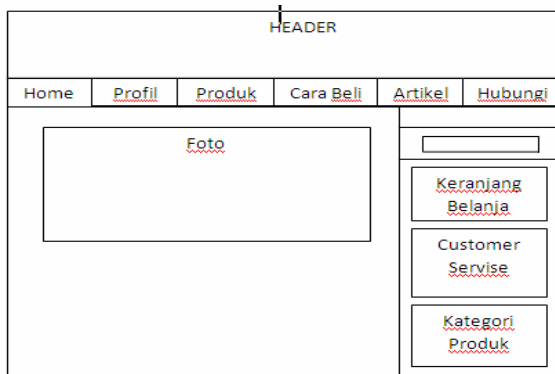 HEADER
Home Profil Produk Cara Beli Artikel Hubungi
Foto
Keranjang
Belanja
Customer
Servise
Kategori
Produk